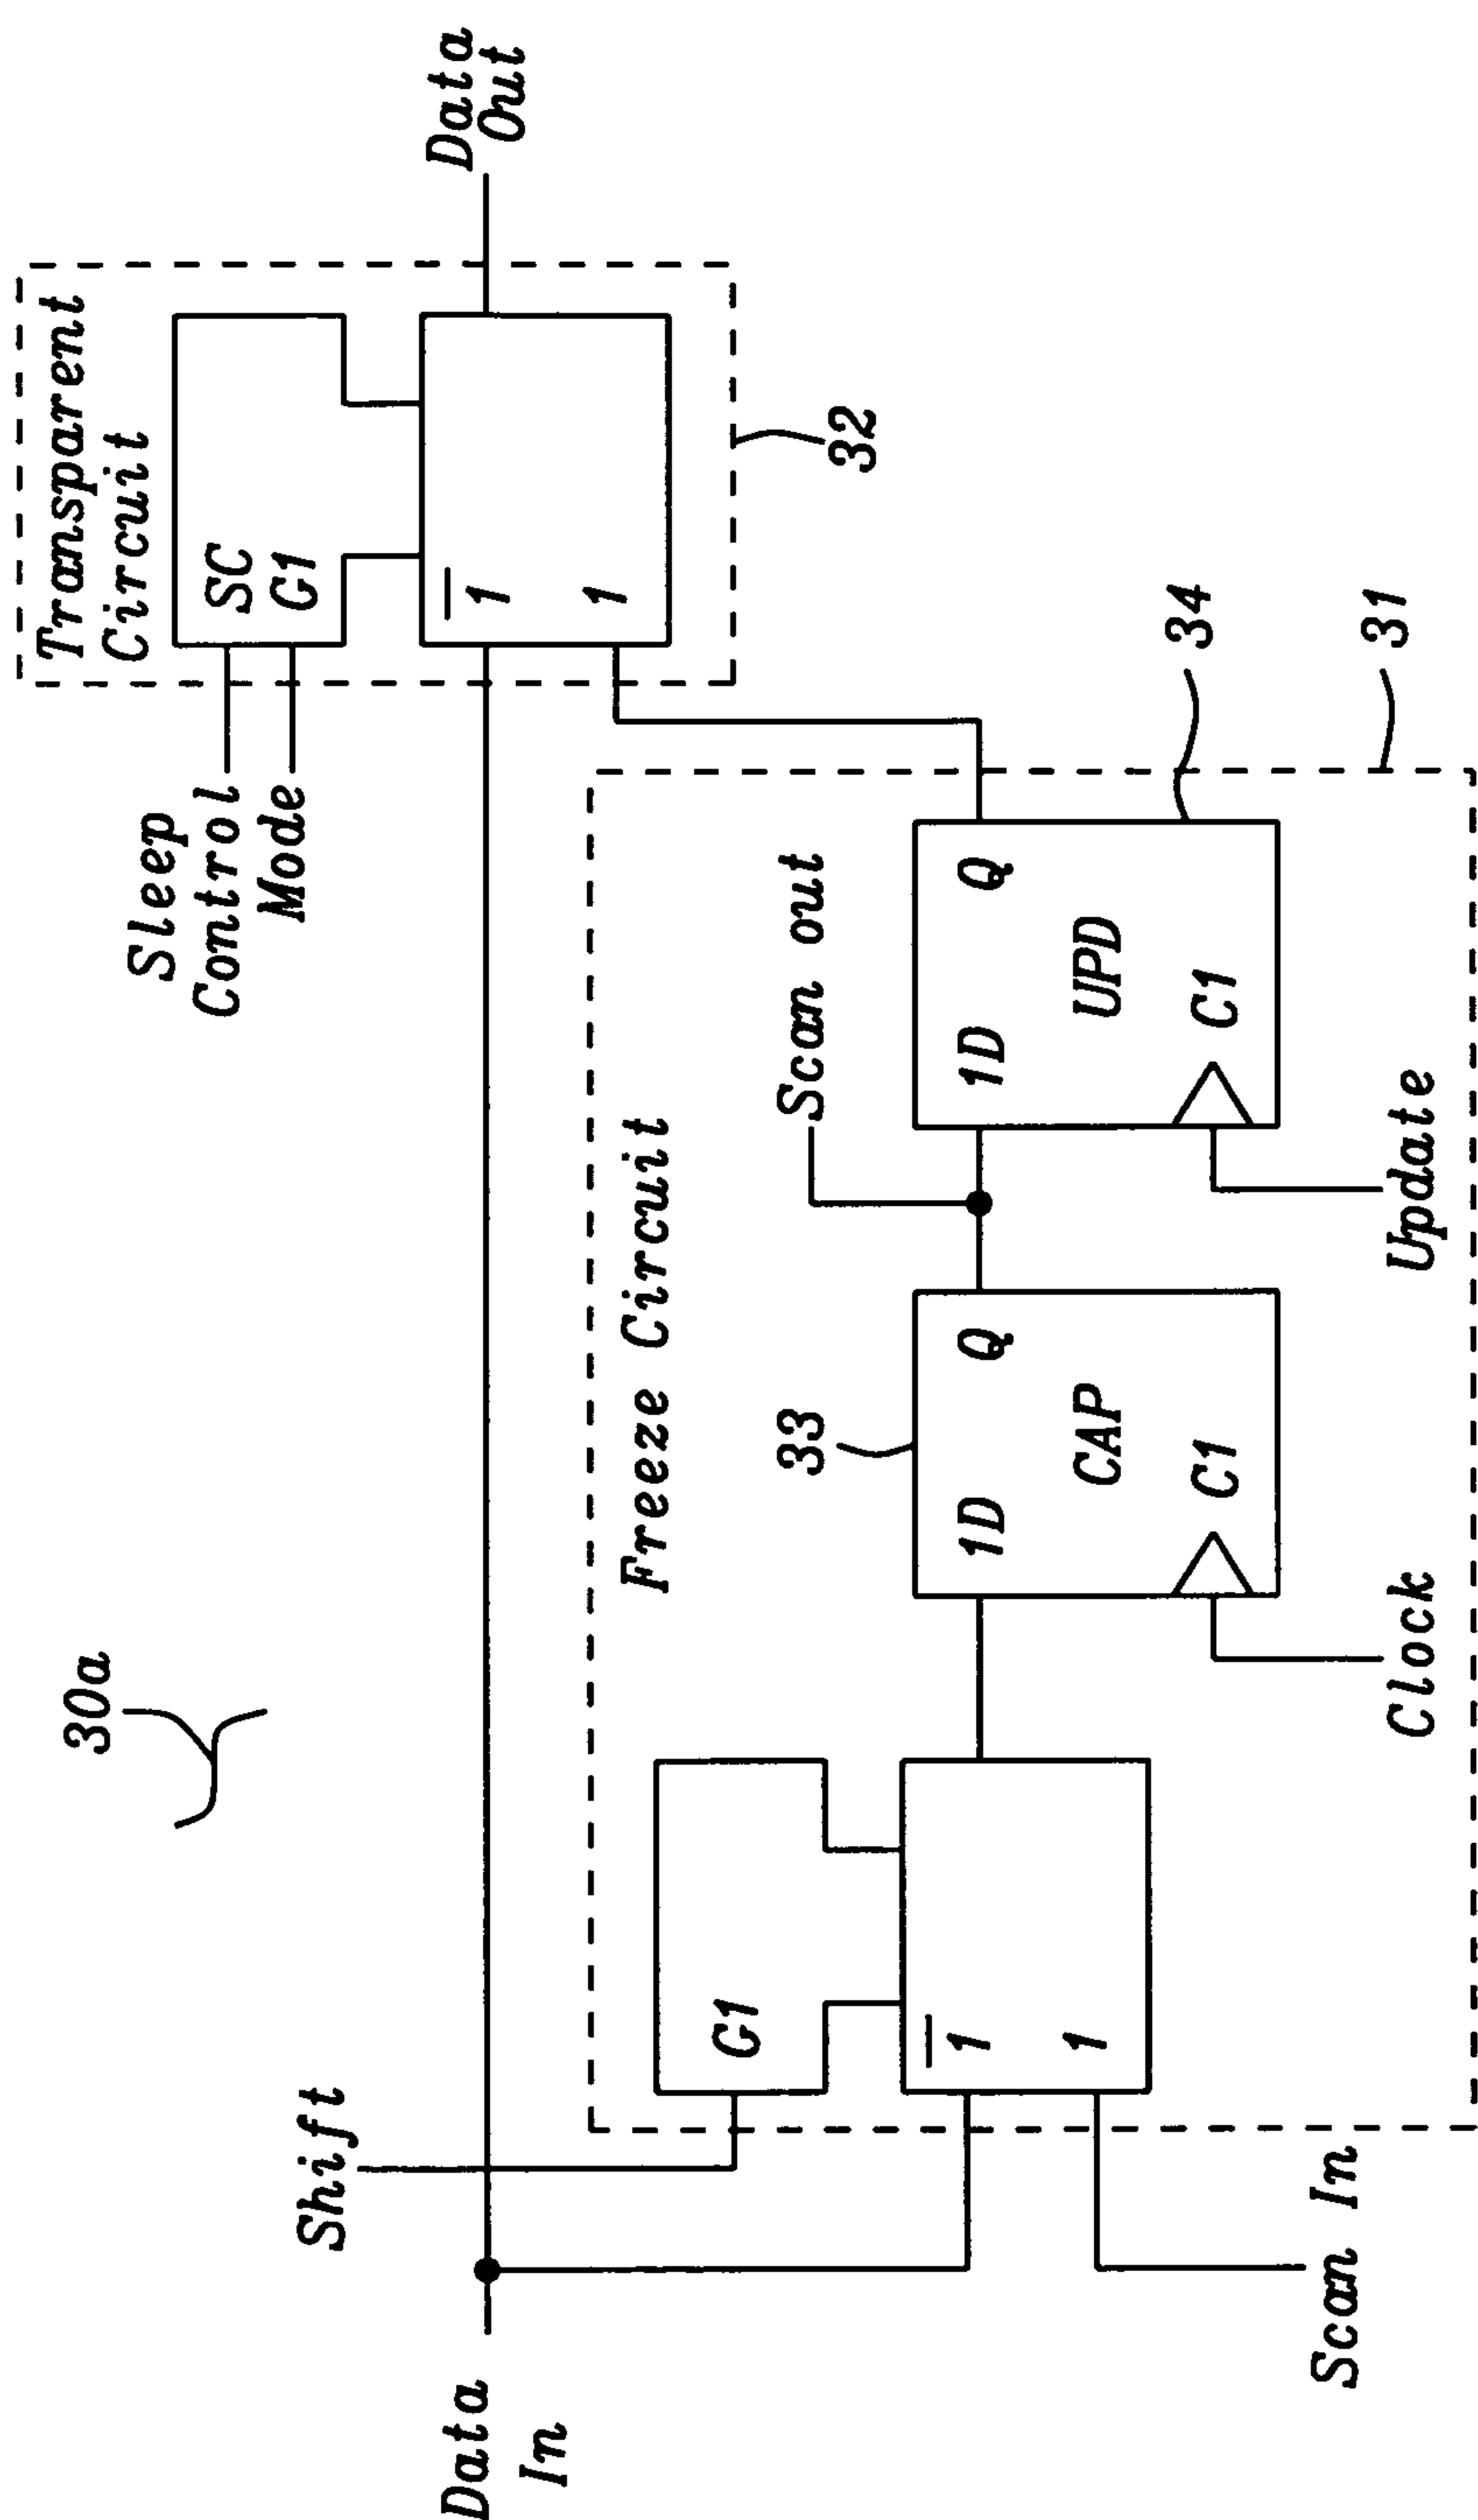 30a
Sleep
Control
Mode
Transparent
Circuit
SC
G1
1
1
Data
Out
32
Shift
Data
In
Freeze Circuit
G1
1
1
33
1D
Q
CAP
C1
Scan out
1D
Q
UPD
C1
34
31
Scan In
Clock
Update